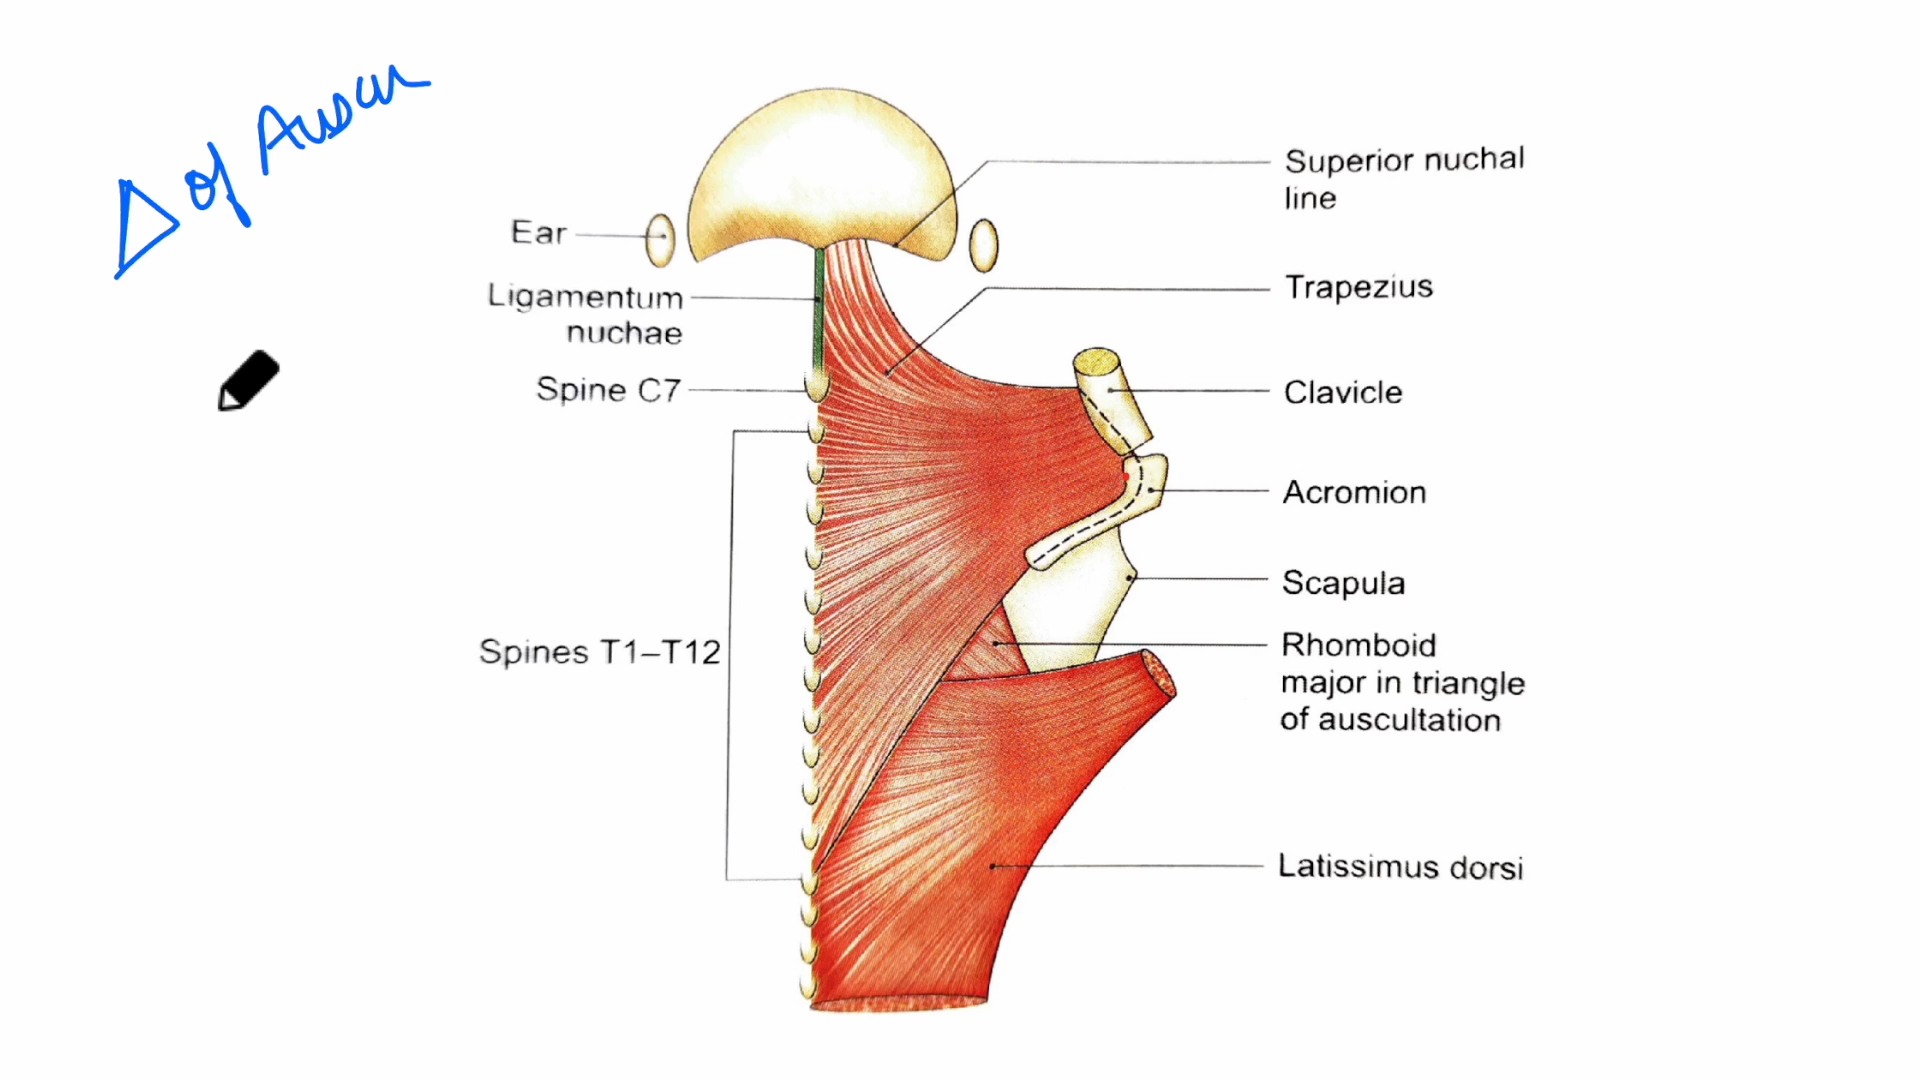 Δ of Auscu
Superior nuchal
line
Ear
Ligamentum
nuchae
Trapezius
Spine C7
Clavicle
Acromion
Scapula
Spines T1–T12
Rhomboid
major in triangle
of auscultation
Latissimus dorsi